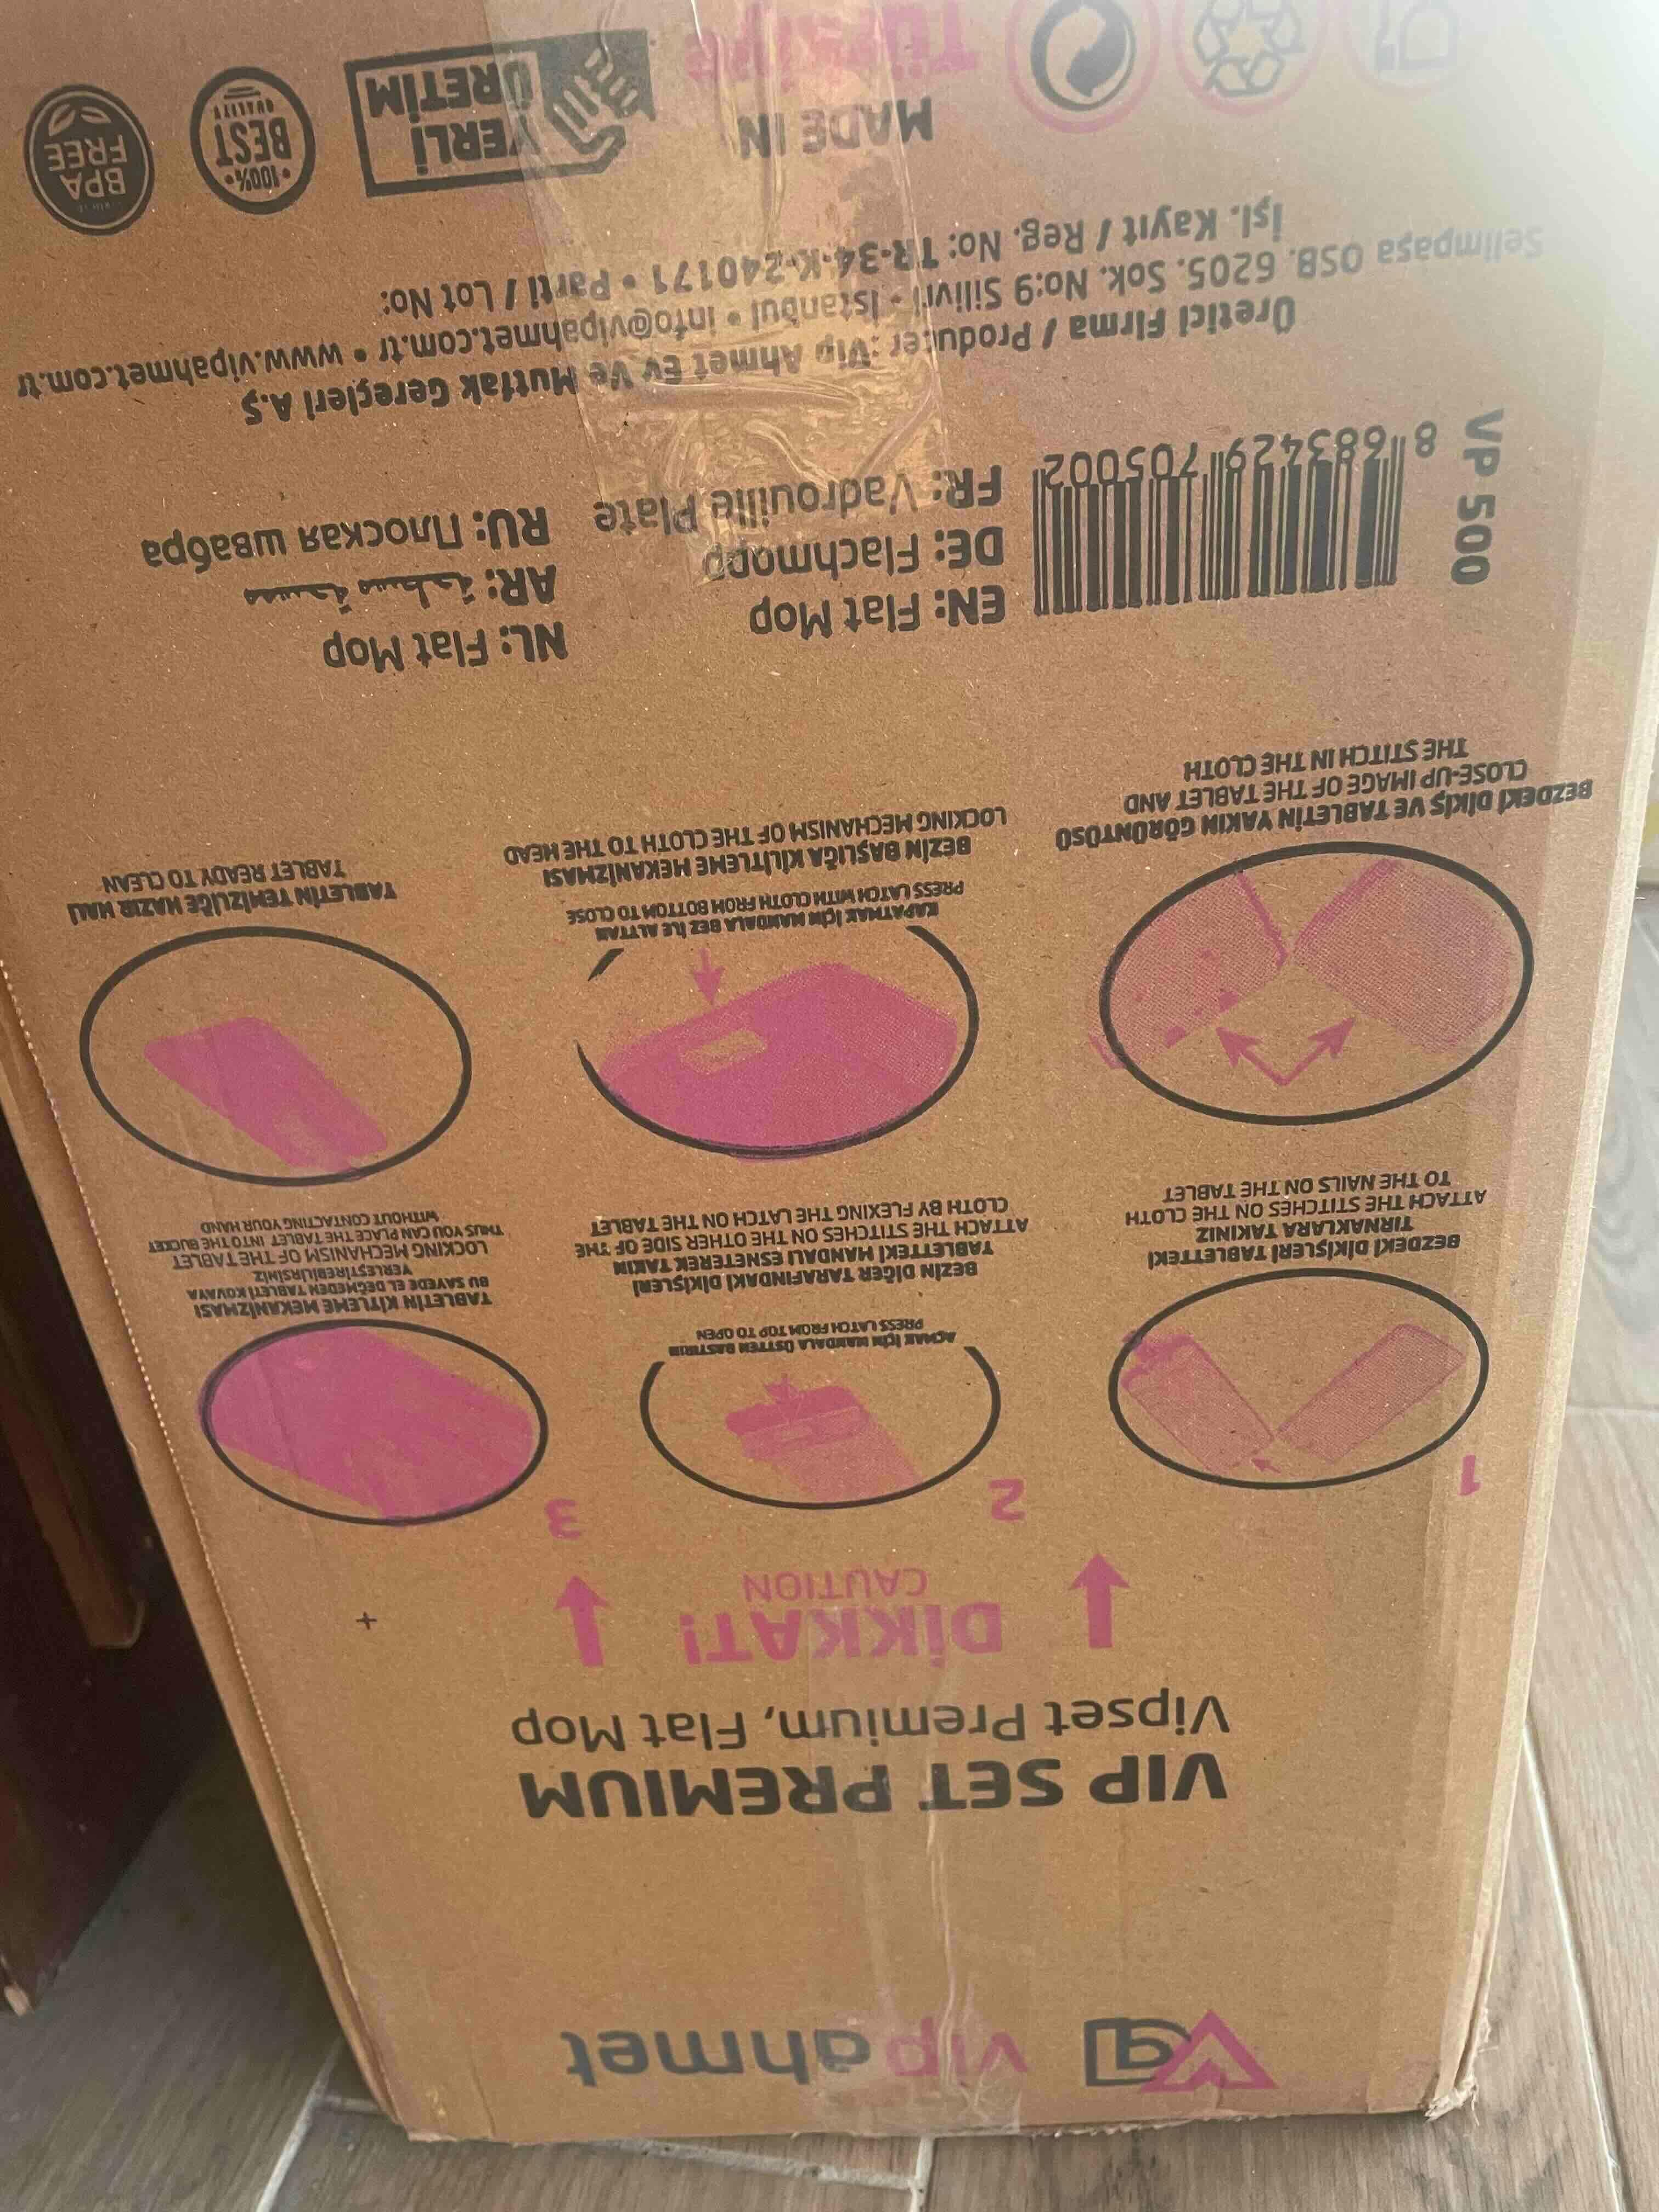 vip ahmet
VIP SET PREMIUM
Vipset Premium, Flat Mop
DİKKAT!
CAUTION
1
BEZDEKİ DİKİŞLERİ TABLETTEKİ
TIRNAKLARA TAKINIZ
ATTACH THE STITCHES ON THE CLOTH
TO THE NAILS ON THE TABLET
2
AÇMAK İÇİN MANDALA ÜSTTEN BASTIRIN
PRESS LATCH FROM TOP TO OPEN
BEZİN DİĞER TARAFINDAKİ DİKİŞLERİ
TABLETTEKİ MANDALI ESNETEREK TAKIN
ATTACH THE STITCHES ON THE OTHER SIDE OF THE
CLOTH BY FLEXING THE LATCH ON THE TABLET
3
TABLETİN KİTLEME MEKANİZMASI
BU SAYEDE EL DEĞMEDEN TABLETİ KOVAYA
YERLEŞTİREBİLİRSİNİZ
LOCKING MECHANISM OF THE TABLET
THUS YOU CAN PLACE THE TABLET INTO THE BUCKET
WITHOUT CONTACTING YOUR HAND
BEZDEKİ DİKİŞ VE TABLETİN YAKIN GÖRÜNTÜSÜ
CLOSE-UP IMAGE OF THE TABLET AND
THE STITCH IN THE CLOTH
KAPATMAK İÇİN MANDALA BEZ İLE ALTTAN
PRESS LATCH WITH CLOTH FROM BOTTOM TO CLOSE
BEZİN BAŞLIĞA KİLİTLEME MEKANİZMASI
LOCKING MECHANISM OF THE CLOTH TO THE HEAD
TABLETİN TEMİZLİĞE HAZIR HALİ
TABLET READY TO CLEAN
VP 500
8 683429 705002
EN: Flat Mop
DE: Flachmopp
FR: Vadrouille Plate
NL: Flat Mop
AR: ممسحة مسطحة
RU: Плоская швабра
Üretici Firma / Producer :Vip Ahmet Ev Ve Mutfak Gereçleri A.Ş
Selimpaşa OSB. 6205. Sok. No:9 Silivri - İstanbul • info@vipahmet.com.tr • www.vipahmet.com.tr
İşl. Kayıt / Reg. No: TR-34-K-240171 • Parti / Lot No:
MADE IN
Türkiye
YERLİ
ÜRETİM
•100%•
BEST
QUALITY
BPA
FREE